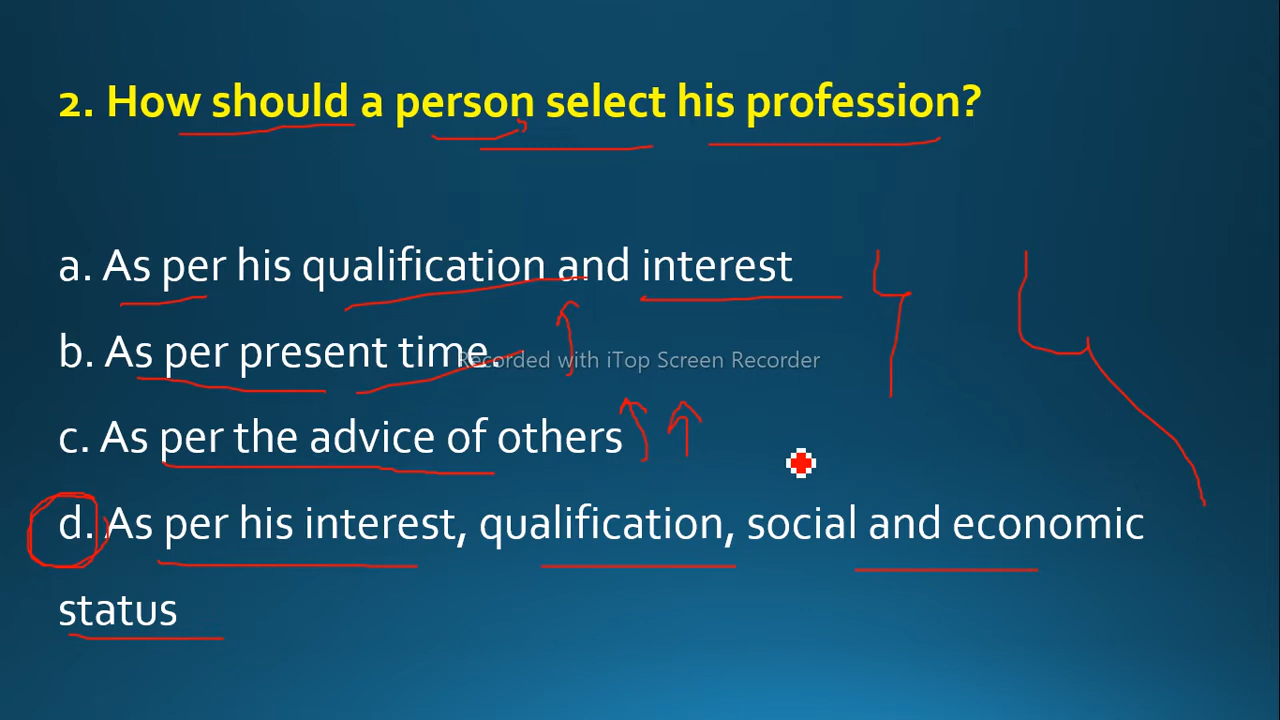 2. How should a person select his profession?
a. As per his qualification and interest
b. As per present time.
Recorded with iTop Screen Recorder
c. As per the advice of others
d. As per his interest, qualification, social and economic
status